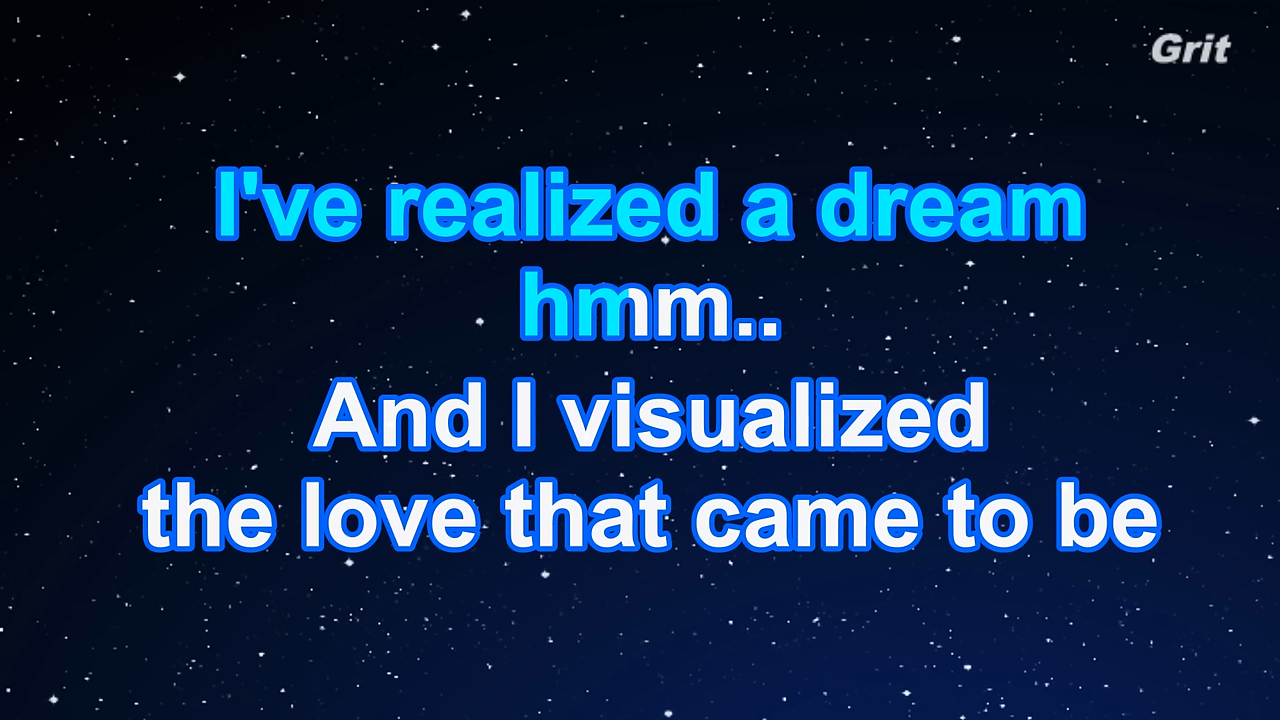 Grit
I've realized a dream
hmm..
And I visualized
the love that came to be